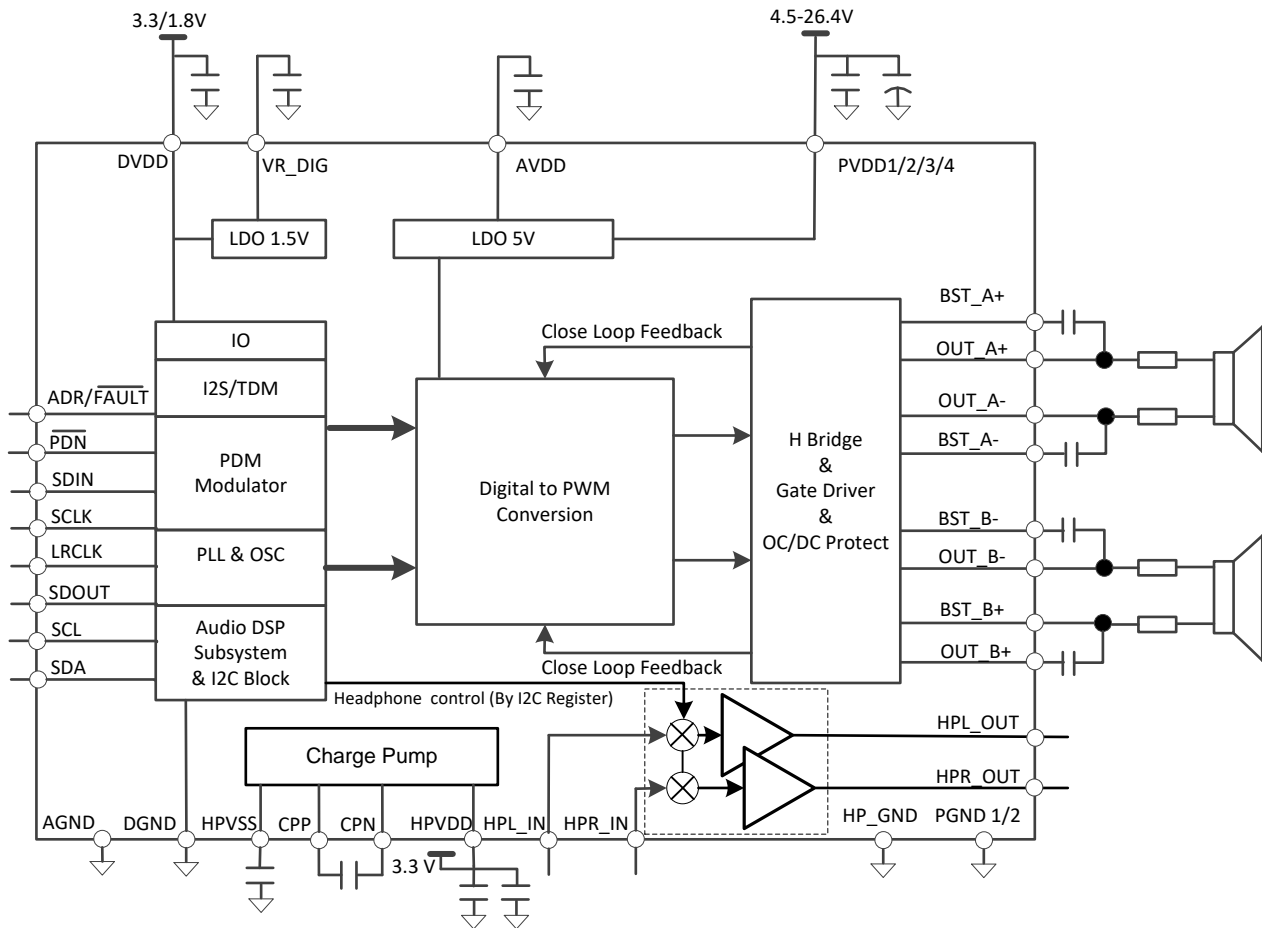 3.3/1.8V
4.5-26.4V
DVDD
VR_DIG
AVDD
PVDD1/2/3/4
LDO 1.5V
LDO 5V
BST_A+
IO
Close Loop Feedback
OUT_A+
ADR/FAULT
I2S/TDM
OUT_A-
PDN
BST_A-
PDM
Modulator
H Bridge
&
Gate Driver
&
OC/DC Protect
SDIN
Digital to PWM
Conversion
SCLK
BST_B-
LRCLK
PLL & OSC
OUT_B-
SDOUT
BST_B+
SCL
Audio DSP
Subsystem
& I2C Block
OUT_B+
SDA
Close Loop Feedback
Headphone control (By I2C Register)
HPL_OUT
Charge Pump
HPR_OUT
AGND
DGND
HPVSS
CPP
CPN
HPVDD
HPL_IN
HPR_IN
HP_GND
PGND 1/2
3.3 V